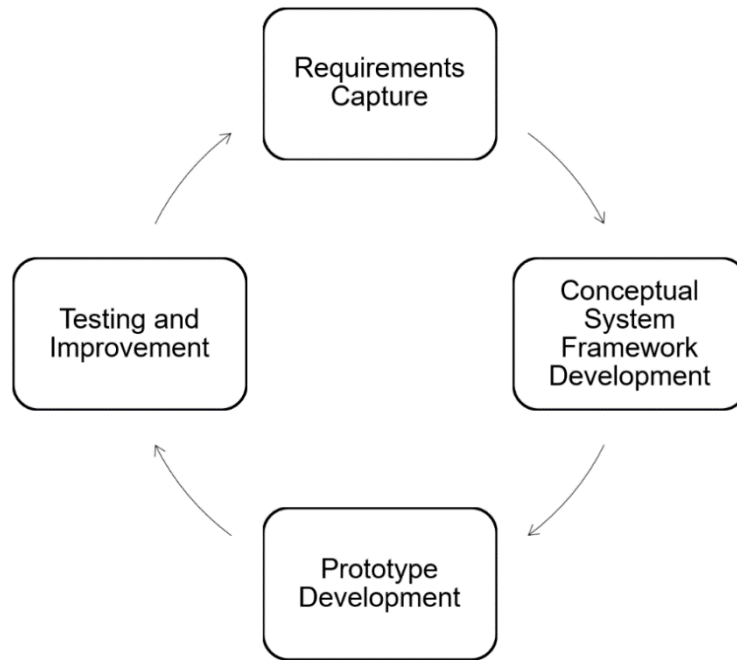 Requirements
Capture
Conceptual
System
Framework
Development
Prototype
Development
Testing and
Improvement